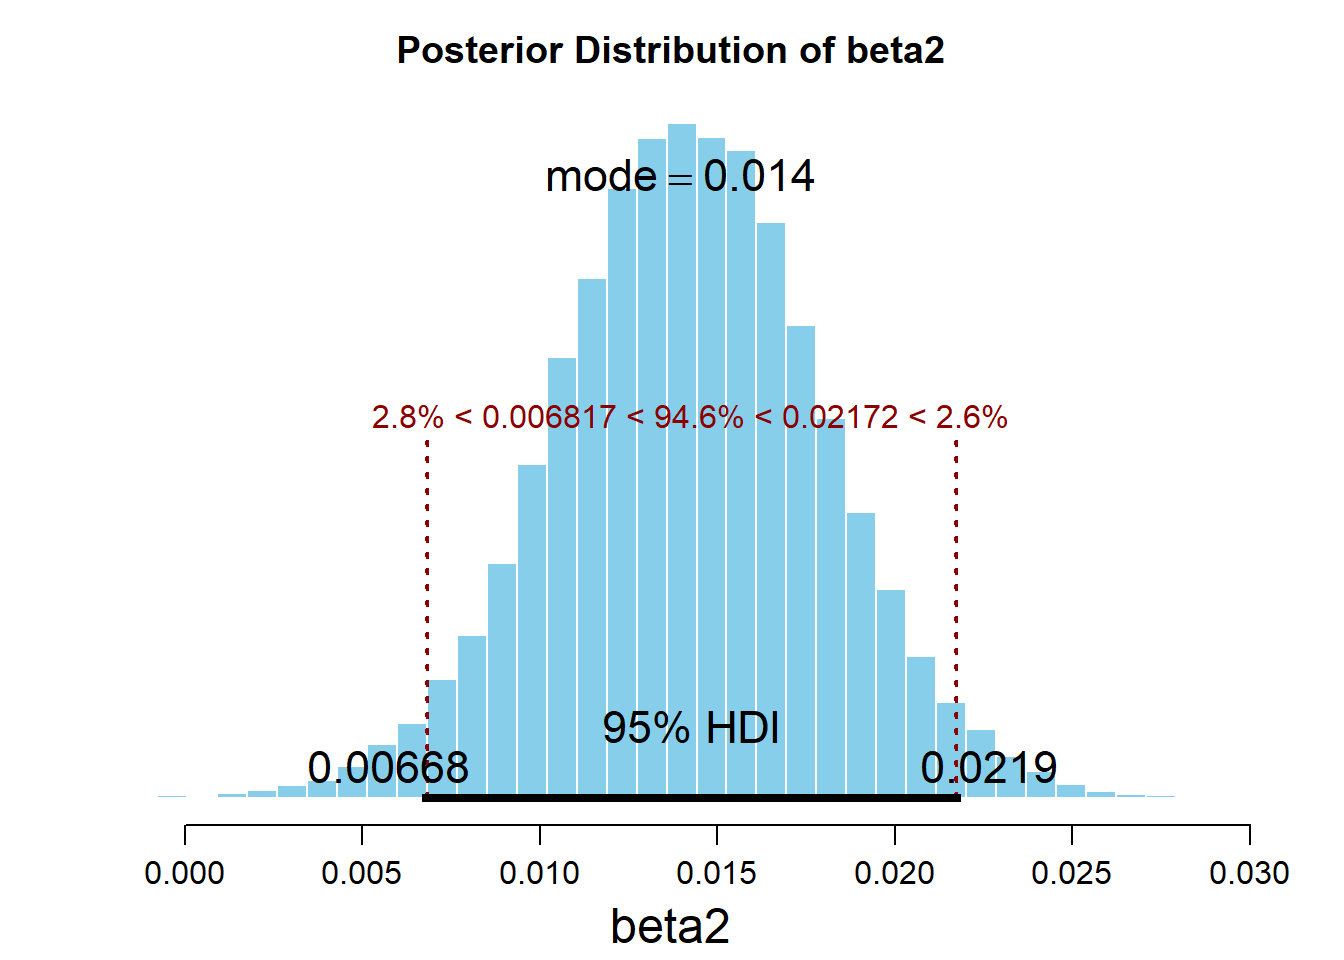 Posterior Distribution of beta2
mode = 0.014
2.8% < 0.006817 < 94.6% < 0.02172 < 2.6%
95% HDI
0.00668 0.0219
0.000 0.005 0.010 0.015 0.020 0.025 0.030
beta2